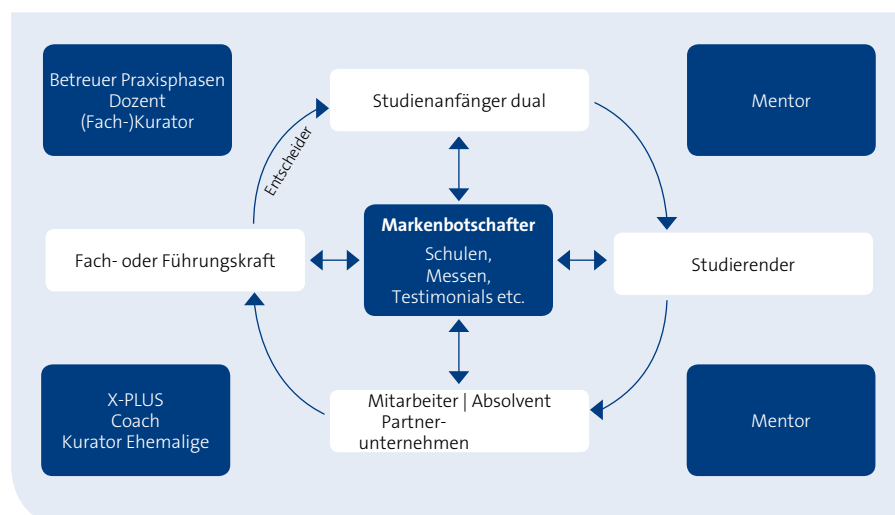 Betreuer Praxisphasen
Dozent
(Fach-)Kurator
Studienanfänger dual
Mentor
Entscheider
Markenbotschafter
Schulen,
Messen,
Testimonials etc.
Fach- oder Führungskraft
Studierender
X-PLUS
Coach
Kurator Ehemalige
Mitarbeiter | Absolvent
Partner-
unternehmen
Mentor